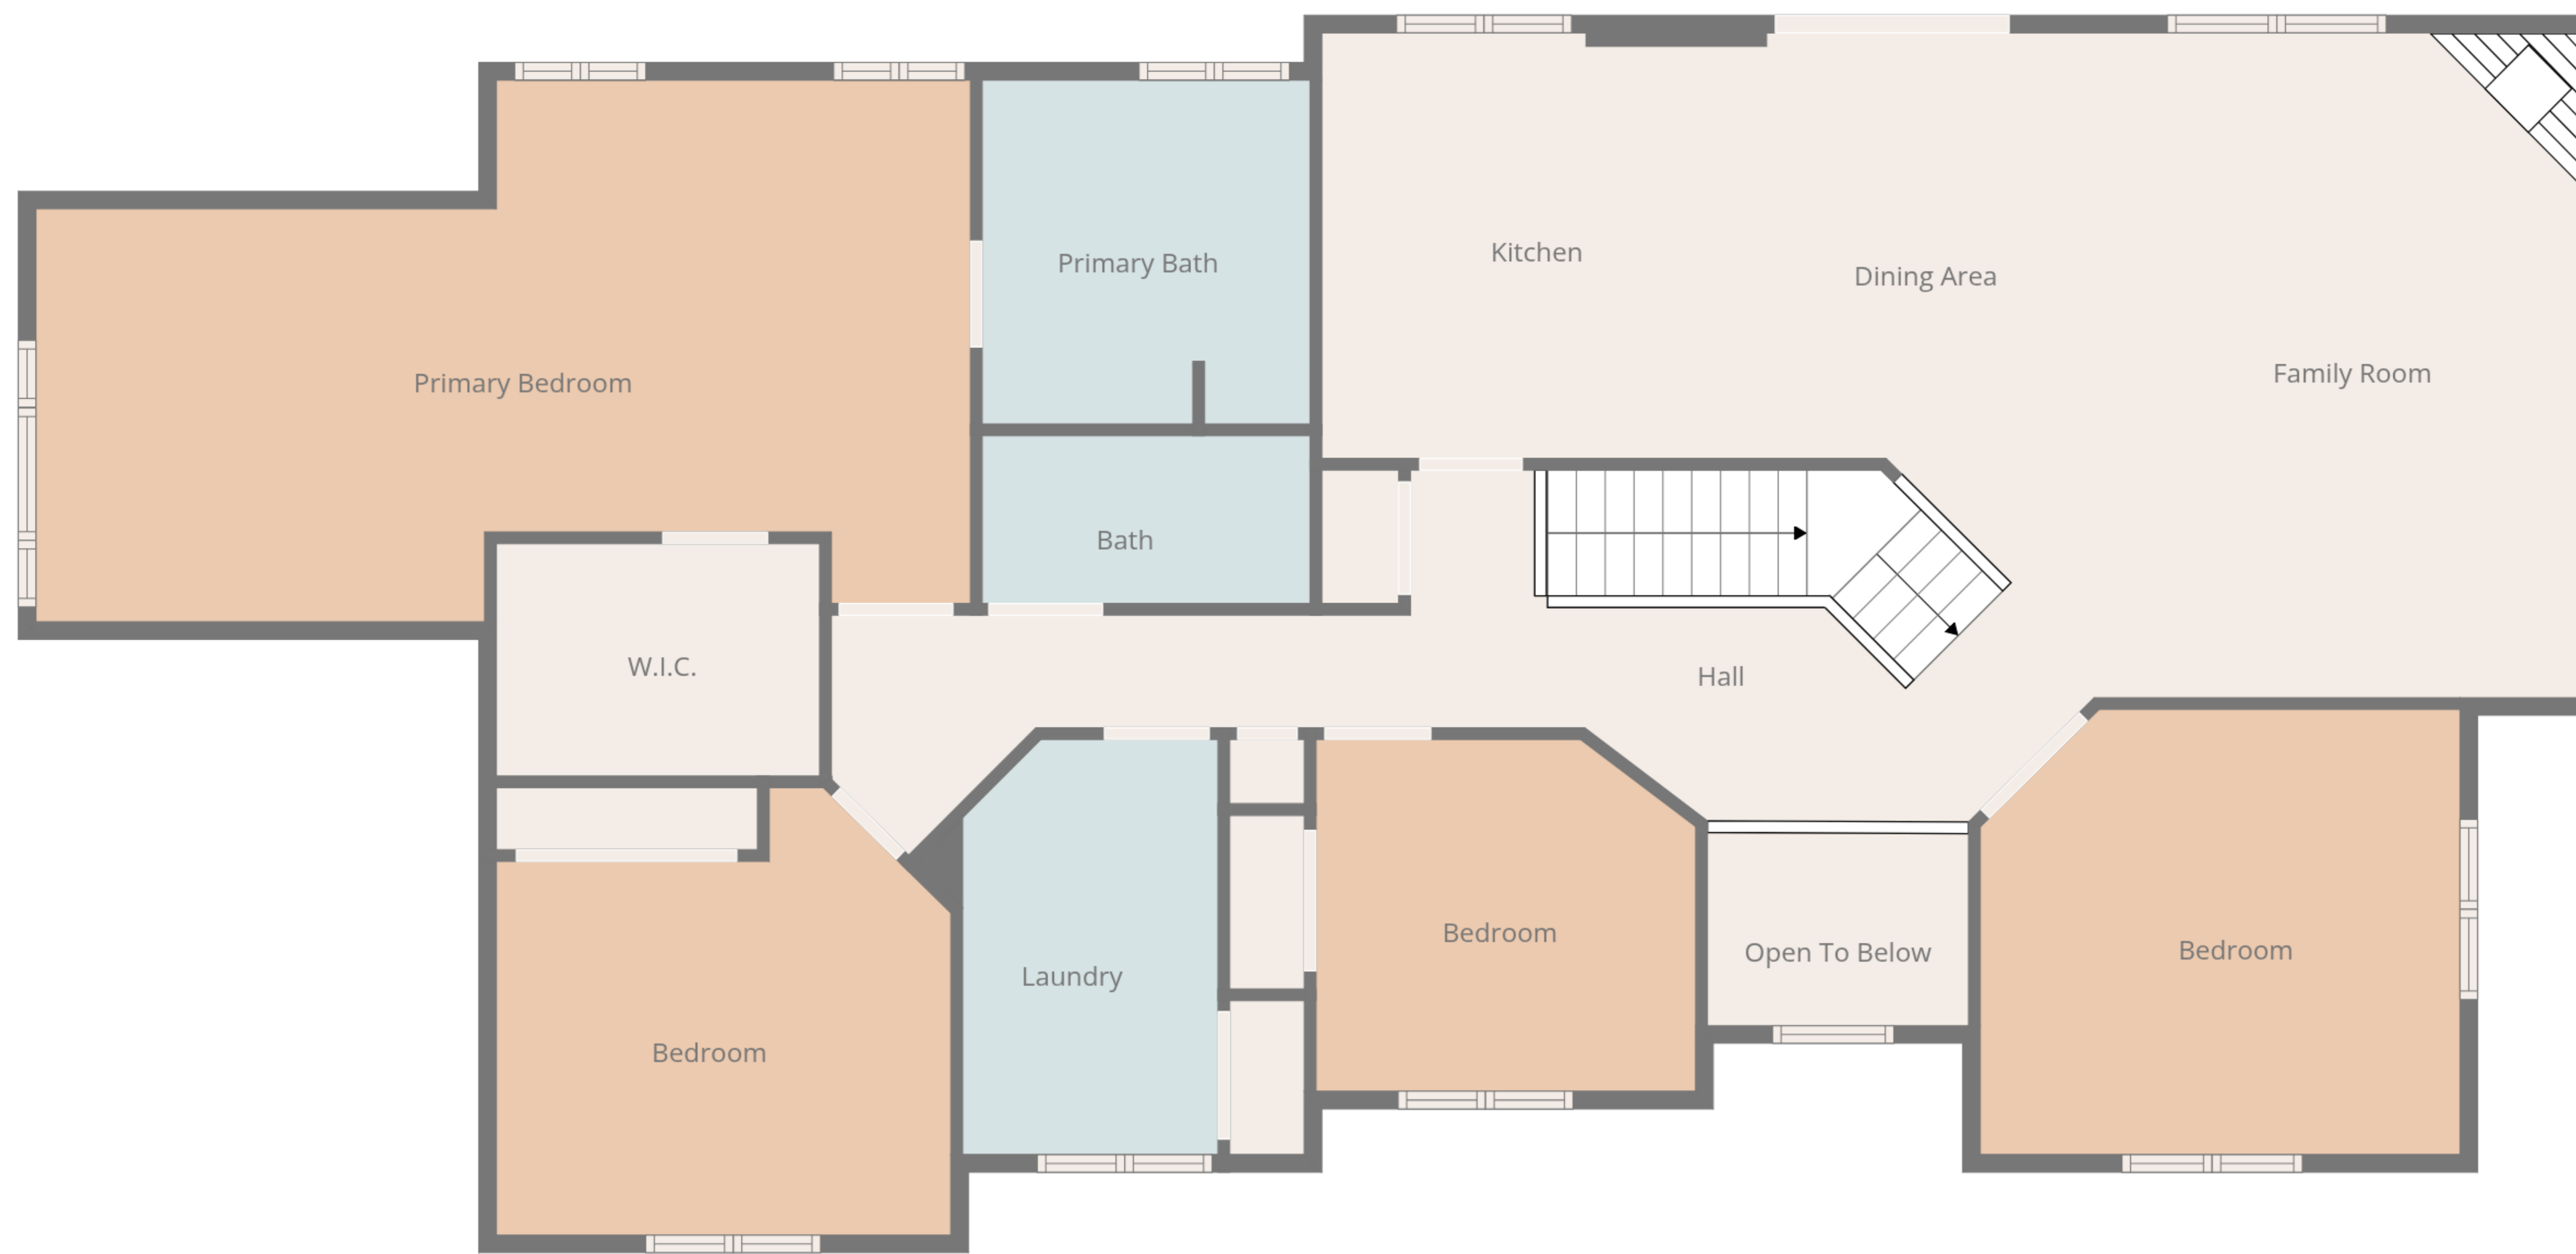 Kitchen
Primary Bath
Dining Area
Family Room
Primary Bedroom
Bath
W.I.C.
Hall
Bedroom
Open To Below
Bedroom
Laundry
Bedroom